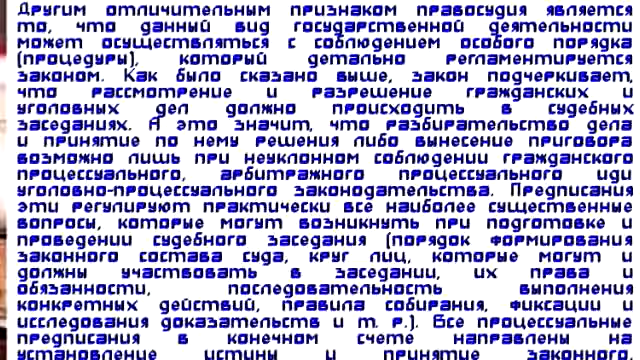 Другим отличительным признаком правосудия является
то, что данный вид государственной деятельности
может осуществляться с соблюдением особого порядка
(процедуры), который детально регламентируется
законом. Как было сказано выше, закон подчеркивает,
что рассмотрение и разрешение гражданских и
уголовных дел должно происходить в судебных
заседаниях. А это значит, что разбирательство дела
и принятие по нему решения либо вынесение приговора
возможно лишь при неуклонном соблюдении гражданского
процессуального, арбитражного процессуального иди
уголовно-процессуального законодательства. Предписания
эти регулируют практически все наиболее существенные
вопросы, которые могут возникнуть при подготовке и
проведении судебного заседания (порядок формирования
законного состава суда, круг лиц, которые могут и
должны участвовать в заседании, их права и
обязанности, последовательность выполнения
конкретных действий, правила собирания, фиксации и
исследования доказательств и т. р.). Все процессуальные
предписания в конечном счете направлены на
установление истины и принятие законного,